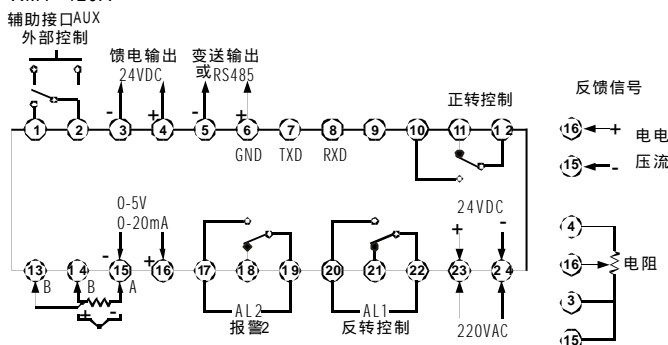 辅助接口AUX
外部控制
馈电输出
24VDC
变送输出
或RS485
正转控制
反馈信号
- + - +
1 2 3 4 5 6 7 8 9 10 11 12
GND TXD RXD
16 + 电电
15 - 压流
0-5V
0-20mA
24VDC
- + + -
13 14 15 16 17 18 19 20 21 22 23 24
B B A
+ -
AL2
报警2
AL1
反转控制
220VAC
4
16 电阻
3
15